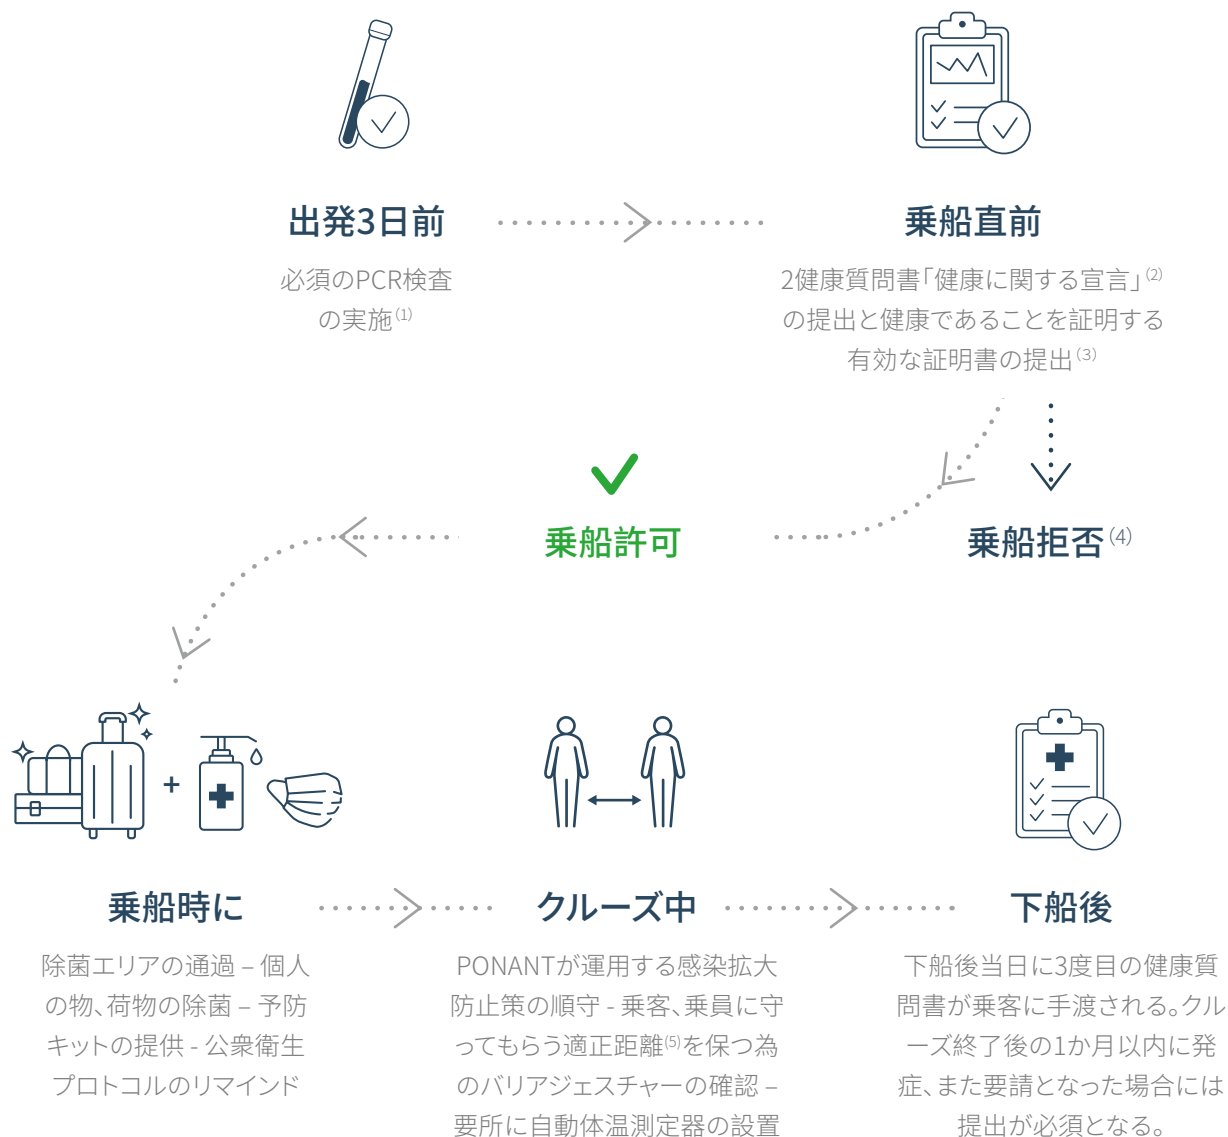 出発3日前
必須のPCR検査
の実施(1)
乗船直前
2健康質問書「健康に関する宣言」(2)
の提出と健康であることを証明する
有効な証明書の提出(3)
乗船許可
乗船拒否(4)
+
乗船時に
除菌エリアの通過 – 個人
の物、荷物の除菌 – 予防
キットの提供 - 公衆衛生
プロトコルのリマインド
クルーズ中
PONANTが運用する感染拡大
防止策の順守 - 乗客、乗員に守
ってもらう適正距離(5)を保つ為
のバリアジェスチャーの確認 –
要所に自動体温測定器の設置
下船後
下船後当日に3度目の健康質
問書が乗客に手渡される。クル
ーズ終了後の1か月以内に発
症、また要請となった場合には
提出が必須となる。